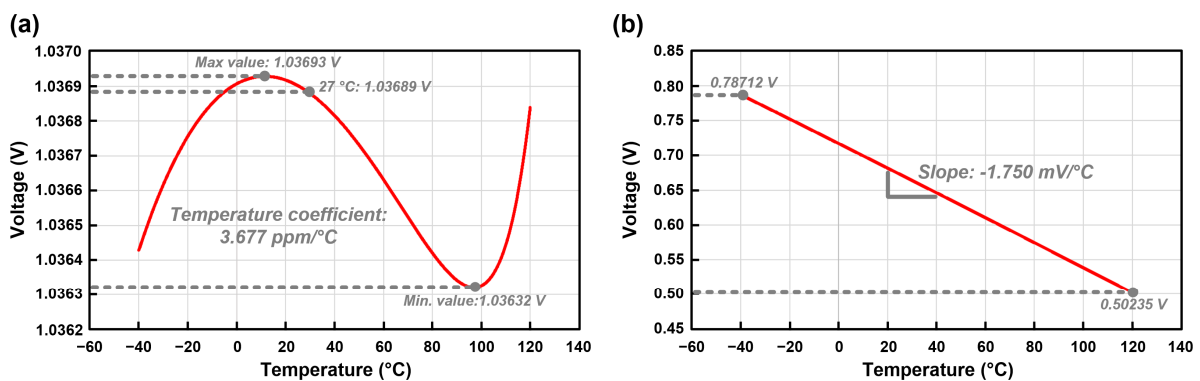 (a)
1.0370
1.0369
1.0368
1.0367
1.0366
1.0365
1.0364
1.0363
1.0362
Voltage (V)
Max value: 1.03693 V
27 °C: 1.03689 V
Temperature coefficient:
3.677 ppm/°C
Min. value:1.03632 V
−60 −40 −20 0 20 40 60 80 100 120 140
Temperature (°C)
(b)
0.85
0.80
0.75
0.70
0.65
0.60
0.55
0.50
0.45
Voltage (V)
0.78712 V
Slope: -1.750 mV/°C
0.50235 V
−60 −40 −20 0 20 40 60 80 100 120 140
Temperature (°C)